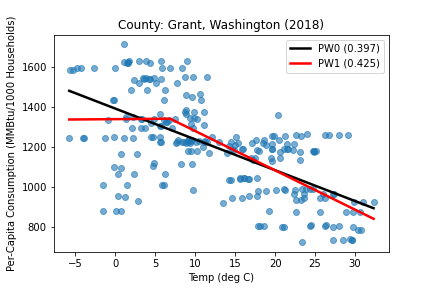 County: Grant, Washington (2018)
PW0 (0.397)
PW1 (0.425)
Per-Capita Consumption (MMBtu/1000 Households)
1600
1400
1200
1000
800
−5
0
5
10
15
20
25
30
Temp (deg C)